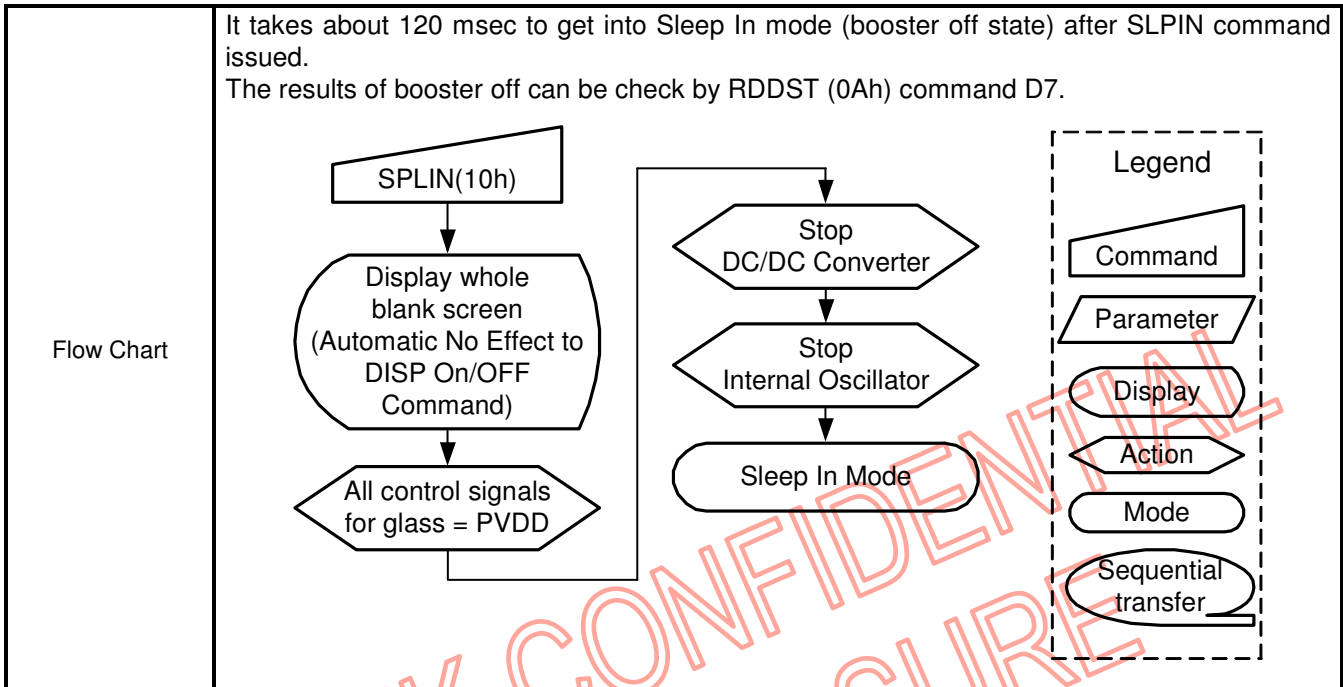 It takes about 120 msec to get into Sleep In mode (booster off state) after SLPIN command
issued.
The results of booster off can be check by RDDST (0Ah) command D7.
Flow Chart
SPLIN(10h)
Display whole
blank screen
(Automatic No Effect to
DISP On/OFF
Command)
All control signals
for glass = PVDD
Stop
DC/DC Converter
Stop
Internal Oscillator
Sleep In Mode
Legend
Command
Parameter
Display
Action
Mode
Sequential
transfer
CONFIDENTIAL